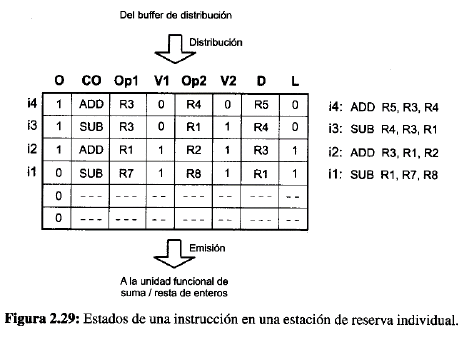 Del buffer de distribución
Distribución
O CO Op1 V1 Op2 V2 D L
i4 1 ADD R3 0 R4 0 R5 0 i4: ADD R5, R3, R4
i3 1 SUB R3 0 R1 1 R4 0 i3: SUB R4, R3, R1
i2 1 ADD R1 1 R2 1 R3 1 i2: ADD R3, R1, R2
i1 0 SUB R7 1 R8 1 R1 1 i1: SUB R1, R7, R8
0 --- --- -- --- -- --- --
0 --- --- -- --- -- --- --
Emisión
A la unidad funcional de
suma / resta de enteros
Figura 2.29: Estados de una instrucción en una estación de reserva individual.